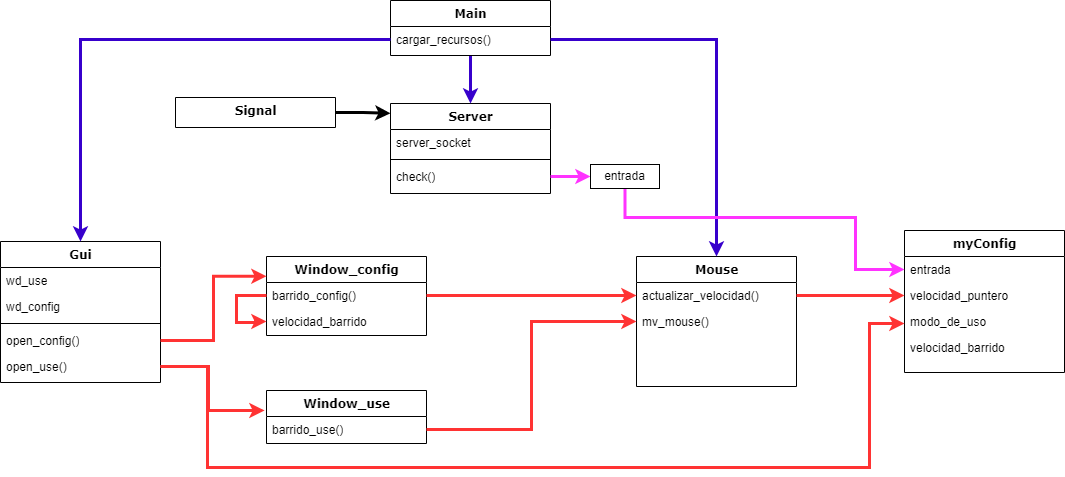 Main
cargar_recursos()
Signal
Server
server_socket
check()
entrada
Gui
wd_use
wd_config
open_config()
open_use()
Window_config
barrido_config()
velocidad_barrido
Window_use
barrido_use()
Mouse
actualizar_velocidad()
mv_mouse()
myConfig
entrada
velocidad_puntero
modo_de_uso
velocidad_barrido